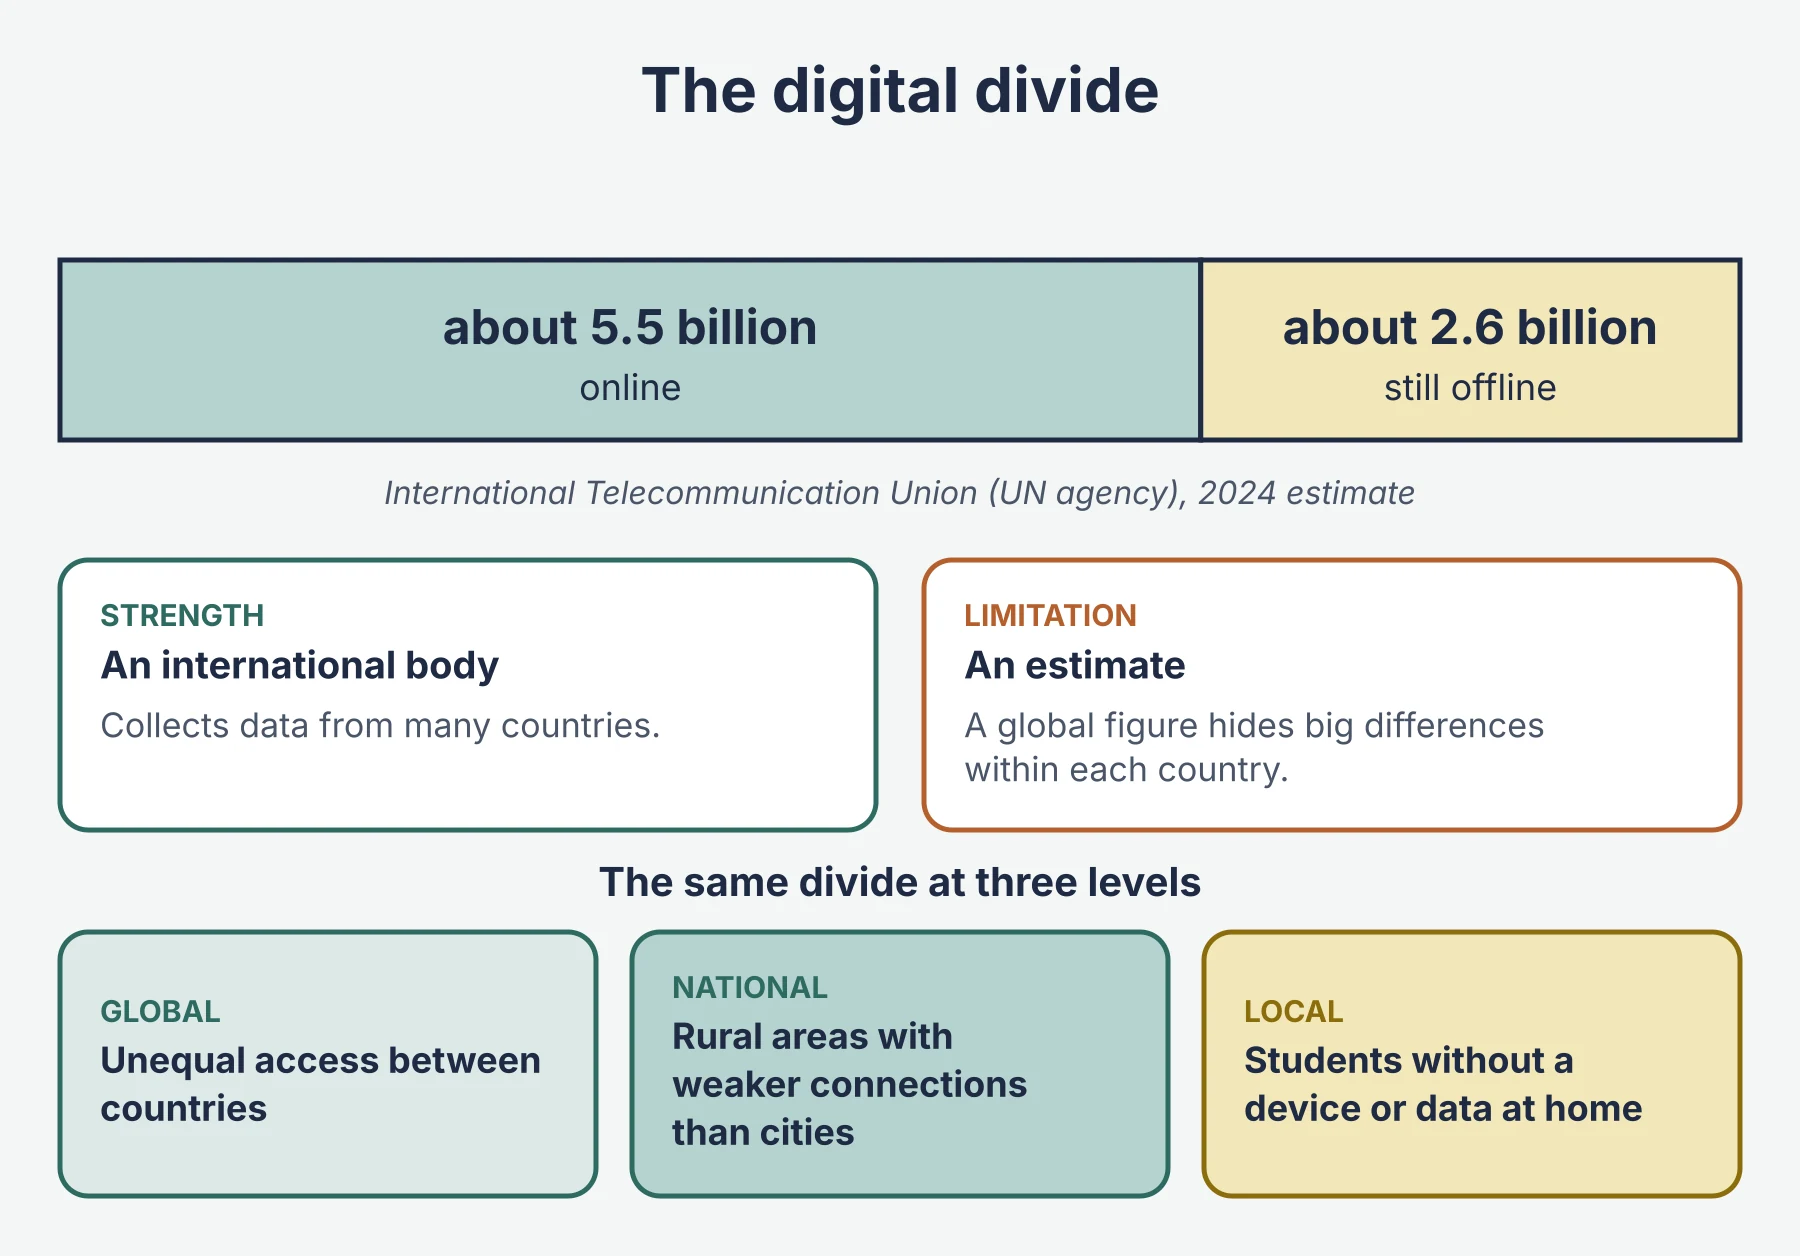 The digital divide
about 5.5 billion
online
about 2.6 billion
still offline
International Telecommunication Union (UN agency), 2024 estimate
STRENGTH
An international body
Collects data from many countries.
LIMITATION
An estimate
A global figure hides big differences
within each country.
The same divide at three levels
GLOBAL
Unequal access between
countries
NATIONAL
Rural areas with
weaker connections
than cities
LOCAL
Students without a
device or data at home